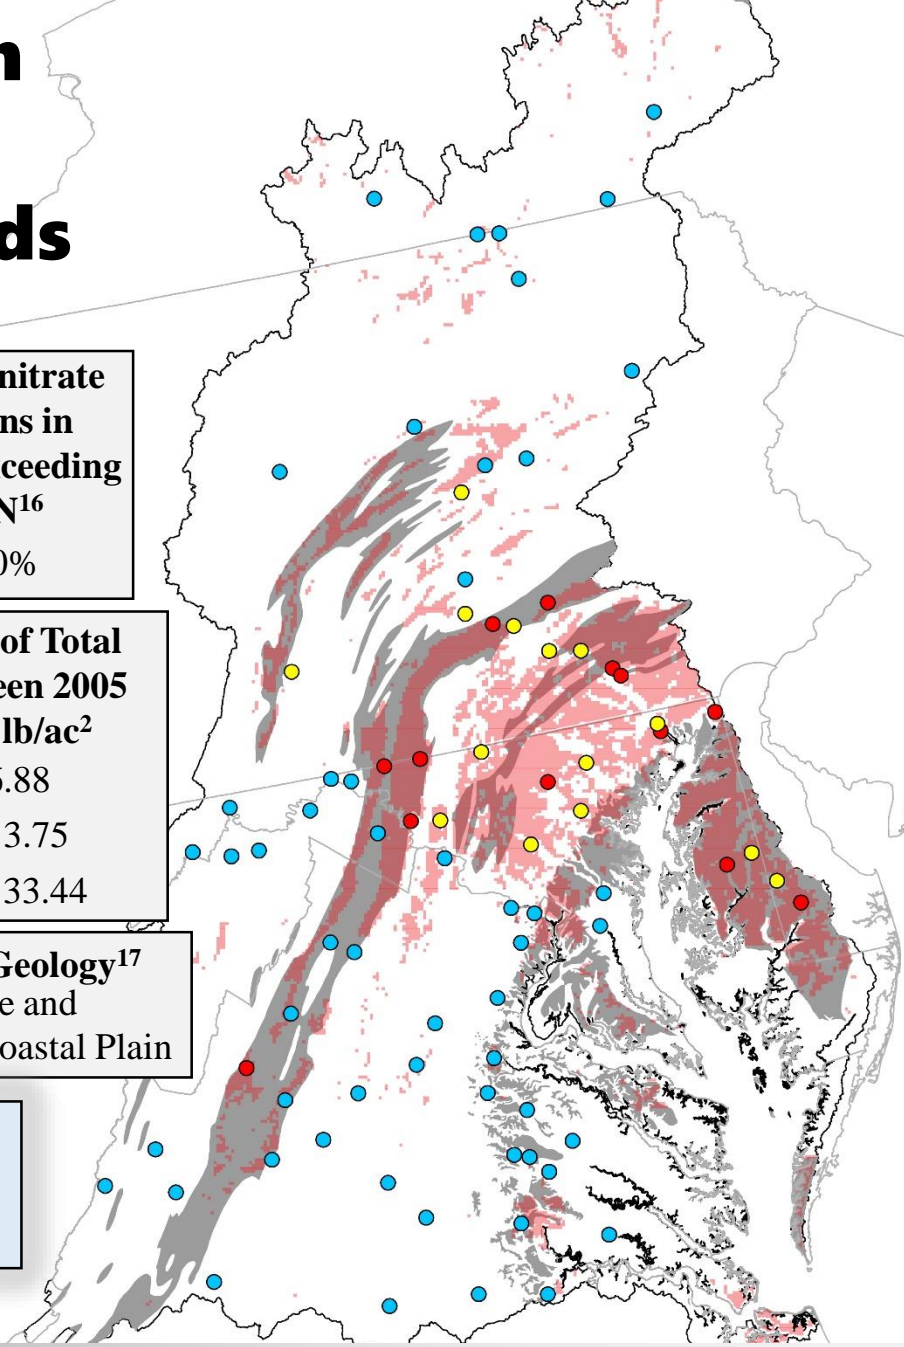 n
ds
nitrate
ns in
ceeding
N16
0%
of Total
een 2005
lb/ac2
.88
3.75
33.44
Geology17
e and
oastal Plain